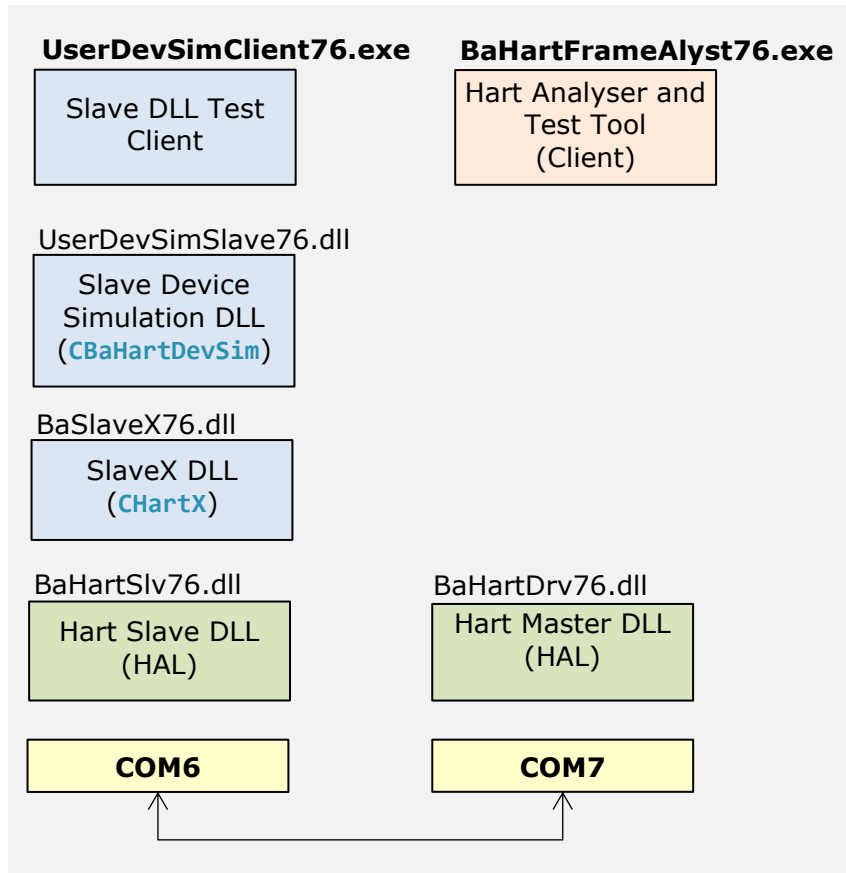 UserDevSimClient76.exe
BaHartFrameAlyst76.exe
Slave DLL Test
Client
Hart Analyser and
Test Tool
(Client)
UserDevSimSlave76.dll
Slave Device
Simulation DLL
(CBaHartDevSim)
BaSlaveX76.dll
SlaveX DLL
(CHartX)
BaHartSlv76.dll
BaHartDrv76.dll
Hart Slave DLL
(HAL)
Hart Master DLL
(HAL)
COM6
COM7